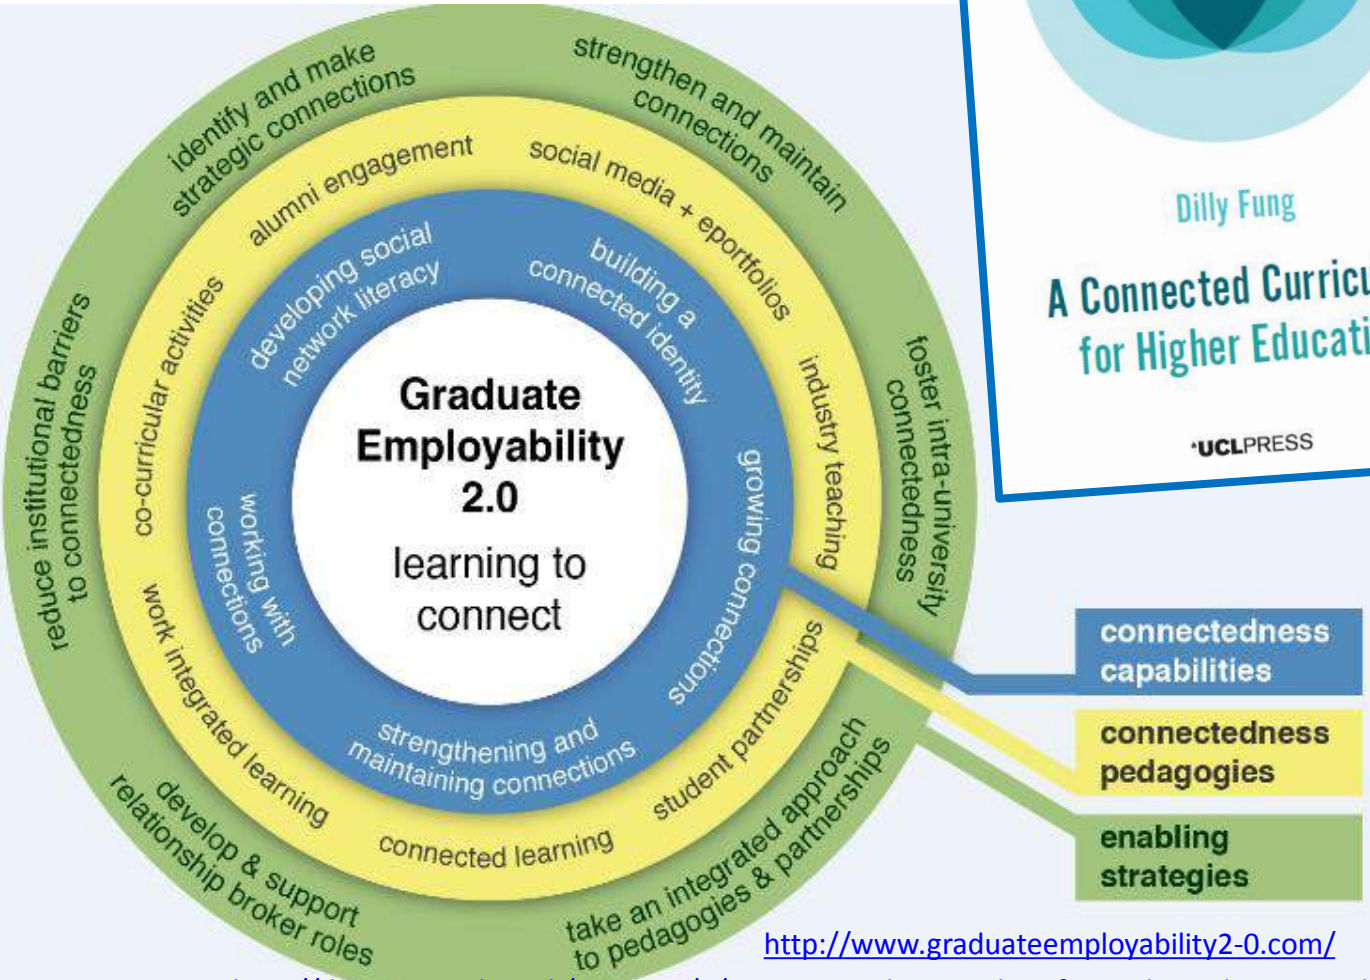 identify and make
strategic connections
strengthen and maintain
connections
foster intra-university
connectedness
take an integrated approach
to pedagogies & partnerships
develop & support
relationship broker roles
reduce institutional barriers
to connectedness
alumni engagement
social media + eportfolios
industry teaching
student partnerships
connected learning
work integrated learning
co-curricular activities
developing social
network literacy
building a
connected identity
growing connections
strengthening and
maintaining connections
working with
connections
Graduate
Employability
2.0
learning to
connect
Dilly Fung
A Connected Curricu
for Higher Educati
UCLPRESS
connectedness
capabilities
connectedness
pedagogies
enabling
strategies
http://www.graduateemployability2-0.com/